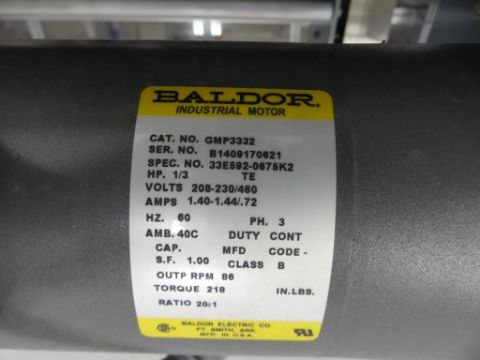 BALDOR®
INDUSTRIAL MOTOR
CAT. NO. GMP3332
SER. NO. B1409170621
SPEC. NO. 33E592-0675K2
HP. 1/3 TE
VOLTS 208-230/460
AMPS 1.40-1.44/.72
HZ. 60 PH. 3
AMB. 40C DUTY CONT
CAP. MFD CODE -
S.F. 1.00 CLASS B
OUTP RPM 86
TORQUE 218 IN.LBS.
RATIO 20:1
BALDOR ELECTRIC CO.
FT. SMITH, ARK.
MFD. IN U.S.A.